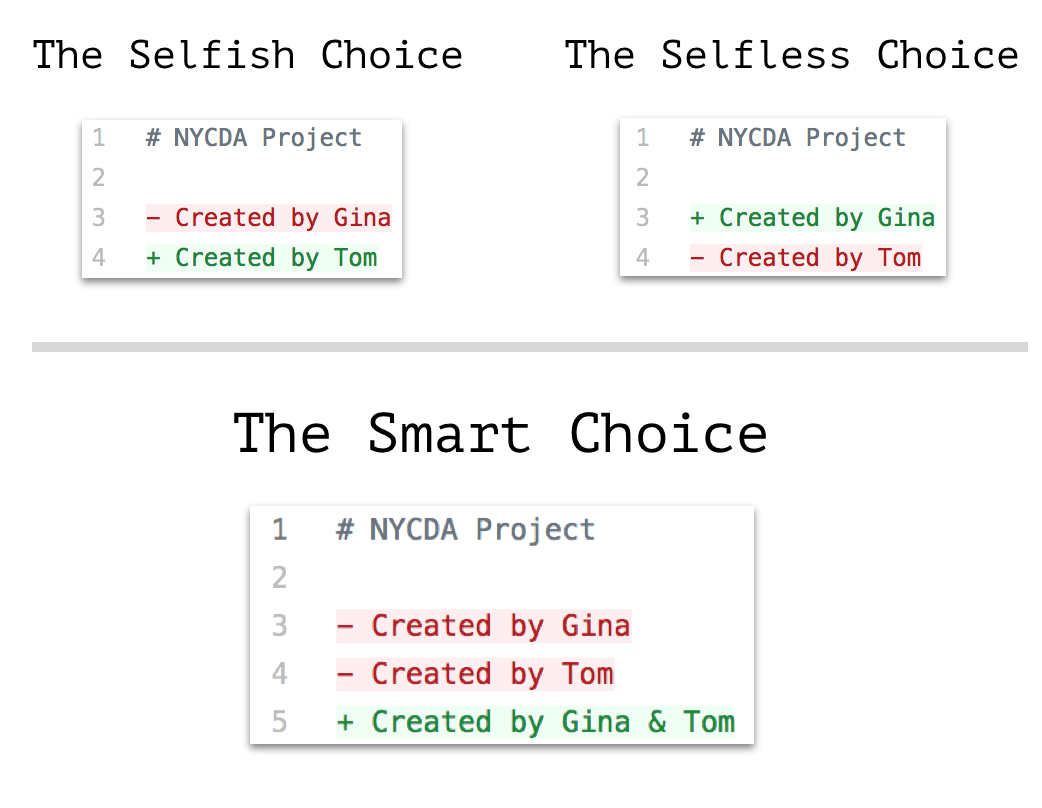 The Selfish Choice
1 # NYCDA Project
2
3 - Created by Gina
4 + Created by Tom
The Selfless Choice
1 # NYCDA Project
2
3 + Created by Gina
4 - Created by Tom
The Smart Choice
1 # NYCDA Project
2
3 - Created by Gina
4 - Created by Tom
5 + Created by Gina & Tom